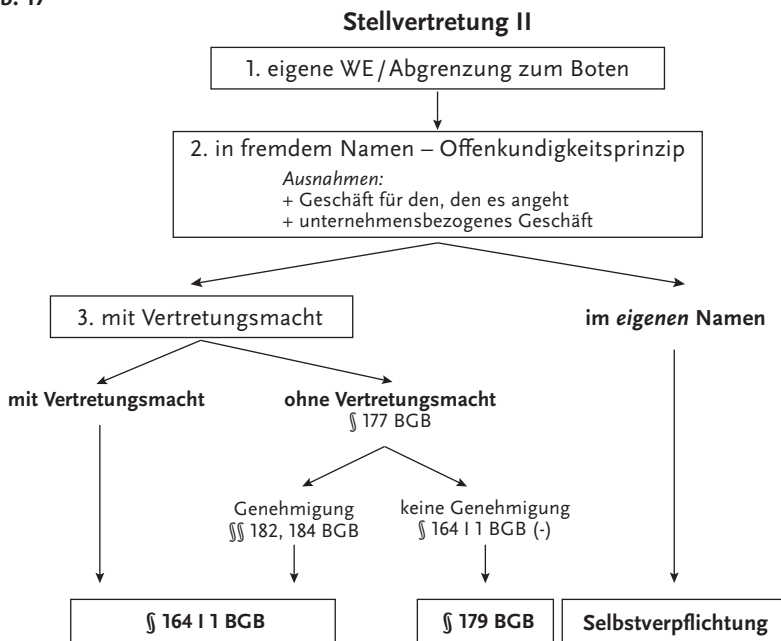 Stellvertretung II
1. eigene WE/Abgrenzung zum Boten
2. in fremdem Namen – Offenkundigkeitsprinzip
Ausnahmen:
+ Geschäft für den, den es angeht
+ unternehmensbezogenes Geschäft
3. mit Vertretungsmacht
im eigenen Namen
mit Vertretungsmacht
ohne Vertretungsmacht
§ 177 BGB
Genehmigung
§§ 182, 184 BGB
keine Genehmigung
§ 164 I 1 BGB (-)
§ 164 I 1 BGB
§ 179 BGB
Selbstverpflichtung